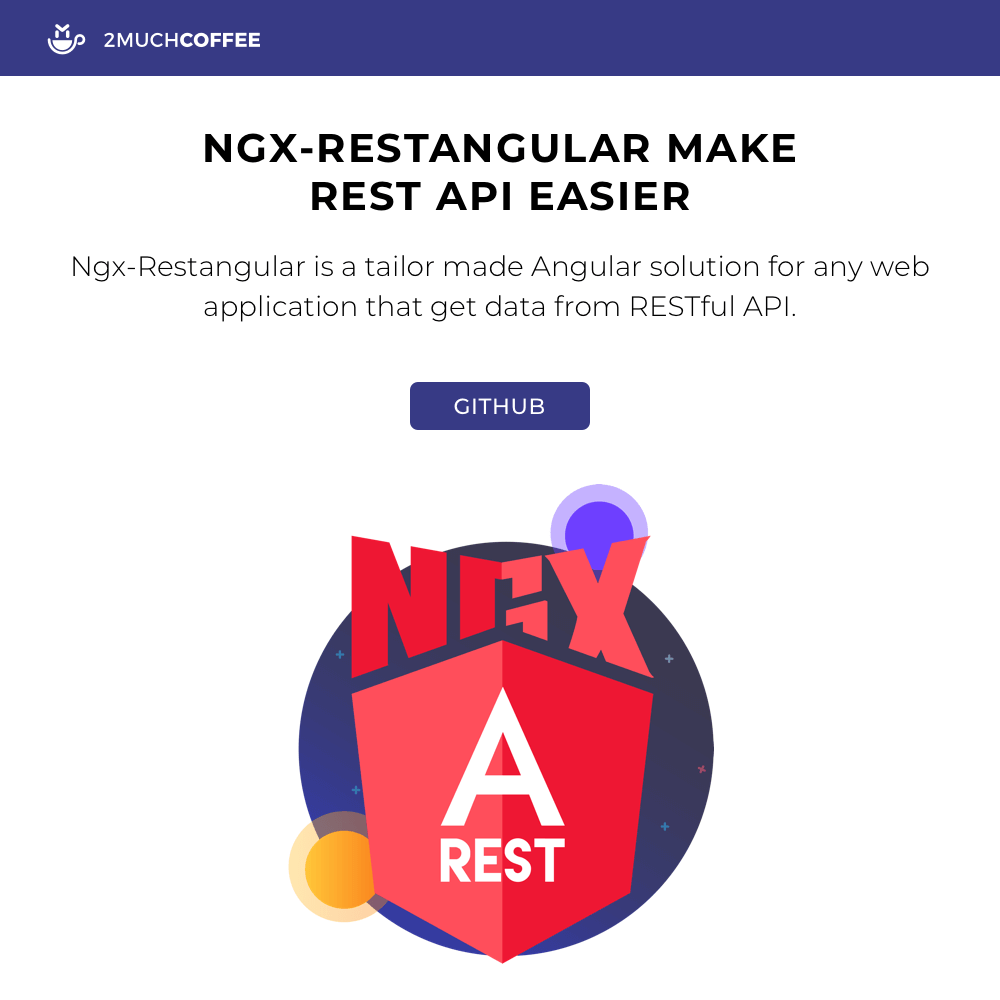 2MUCHCOFFEE
NGX-RESTANGULAR MAKE
REST API EASIER
Ngx-Restangular is a tailor made Angular solution for any web
application that get data from RESTful API.
GITHUB
NGX
A
REST